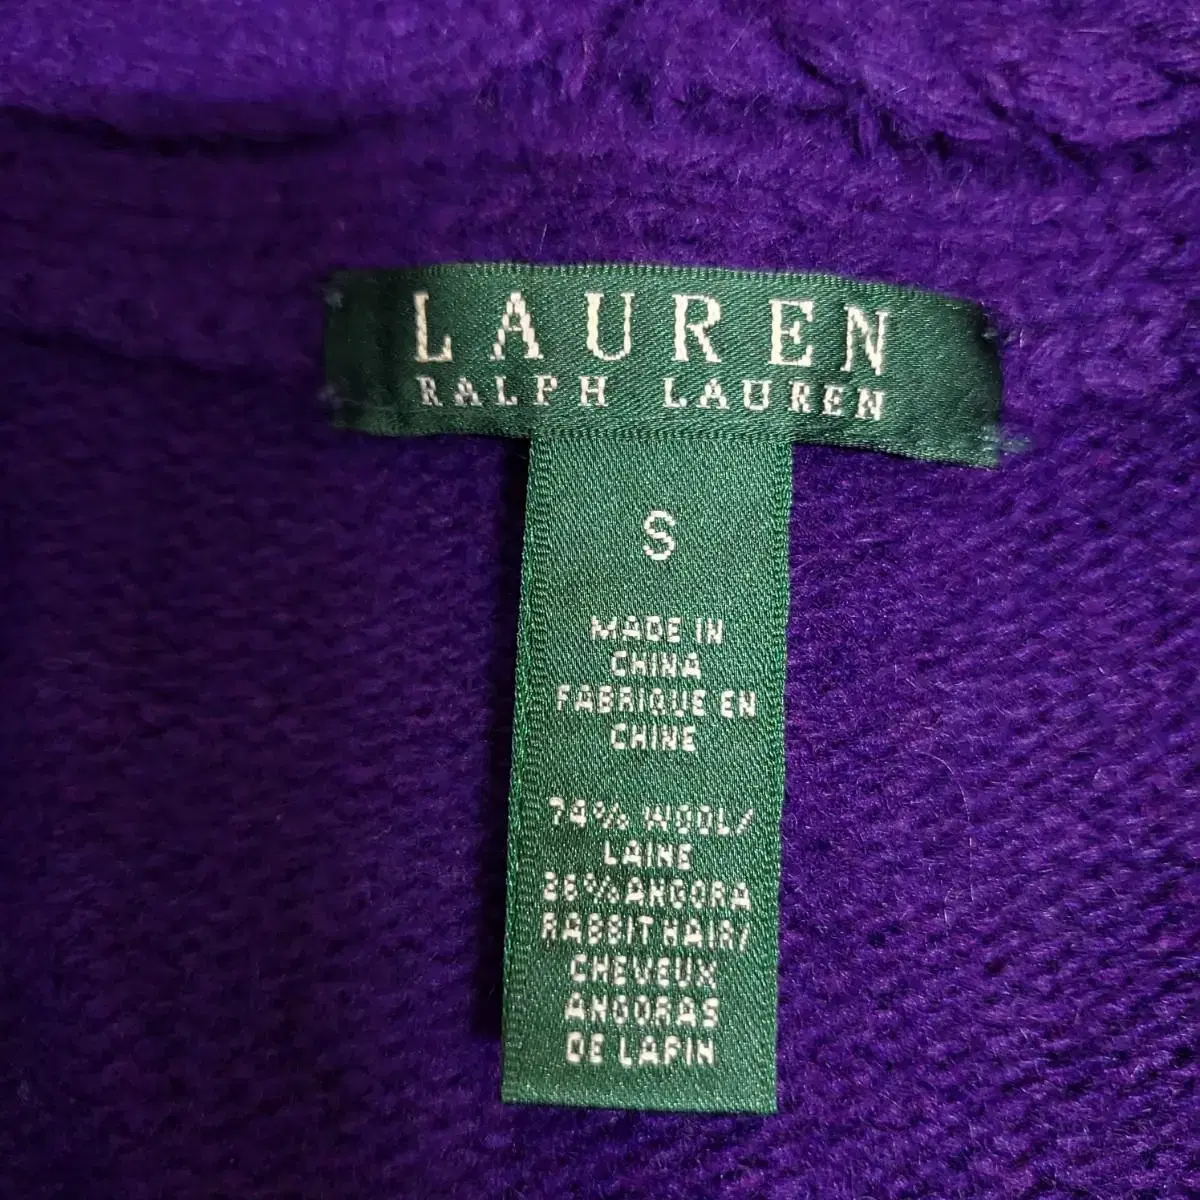 LAUREN
RALPH LAUREN
S
MADE IN
CHINA
FABRIQUE EN
CHINE
74% WOOL/
LAINE
26% ANGORA
RABBIT HAIR/
CHEVEUX
ANGORAS
DE LAPIN